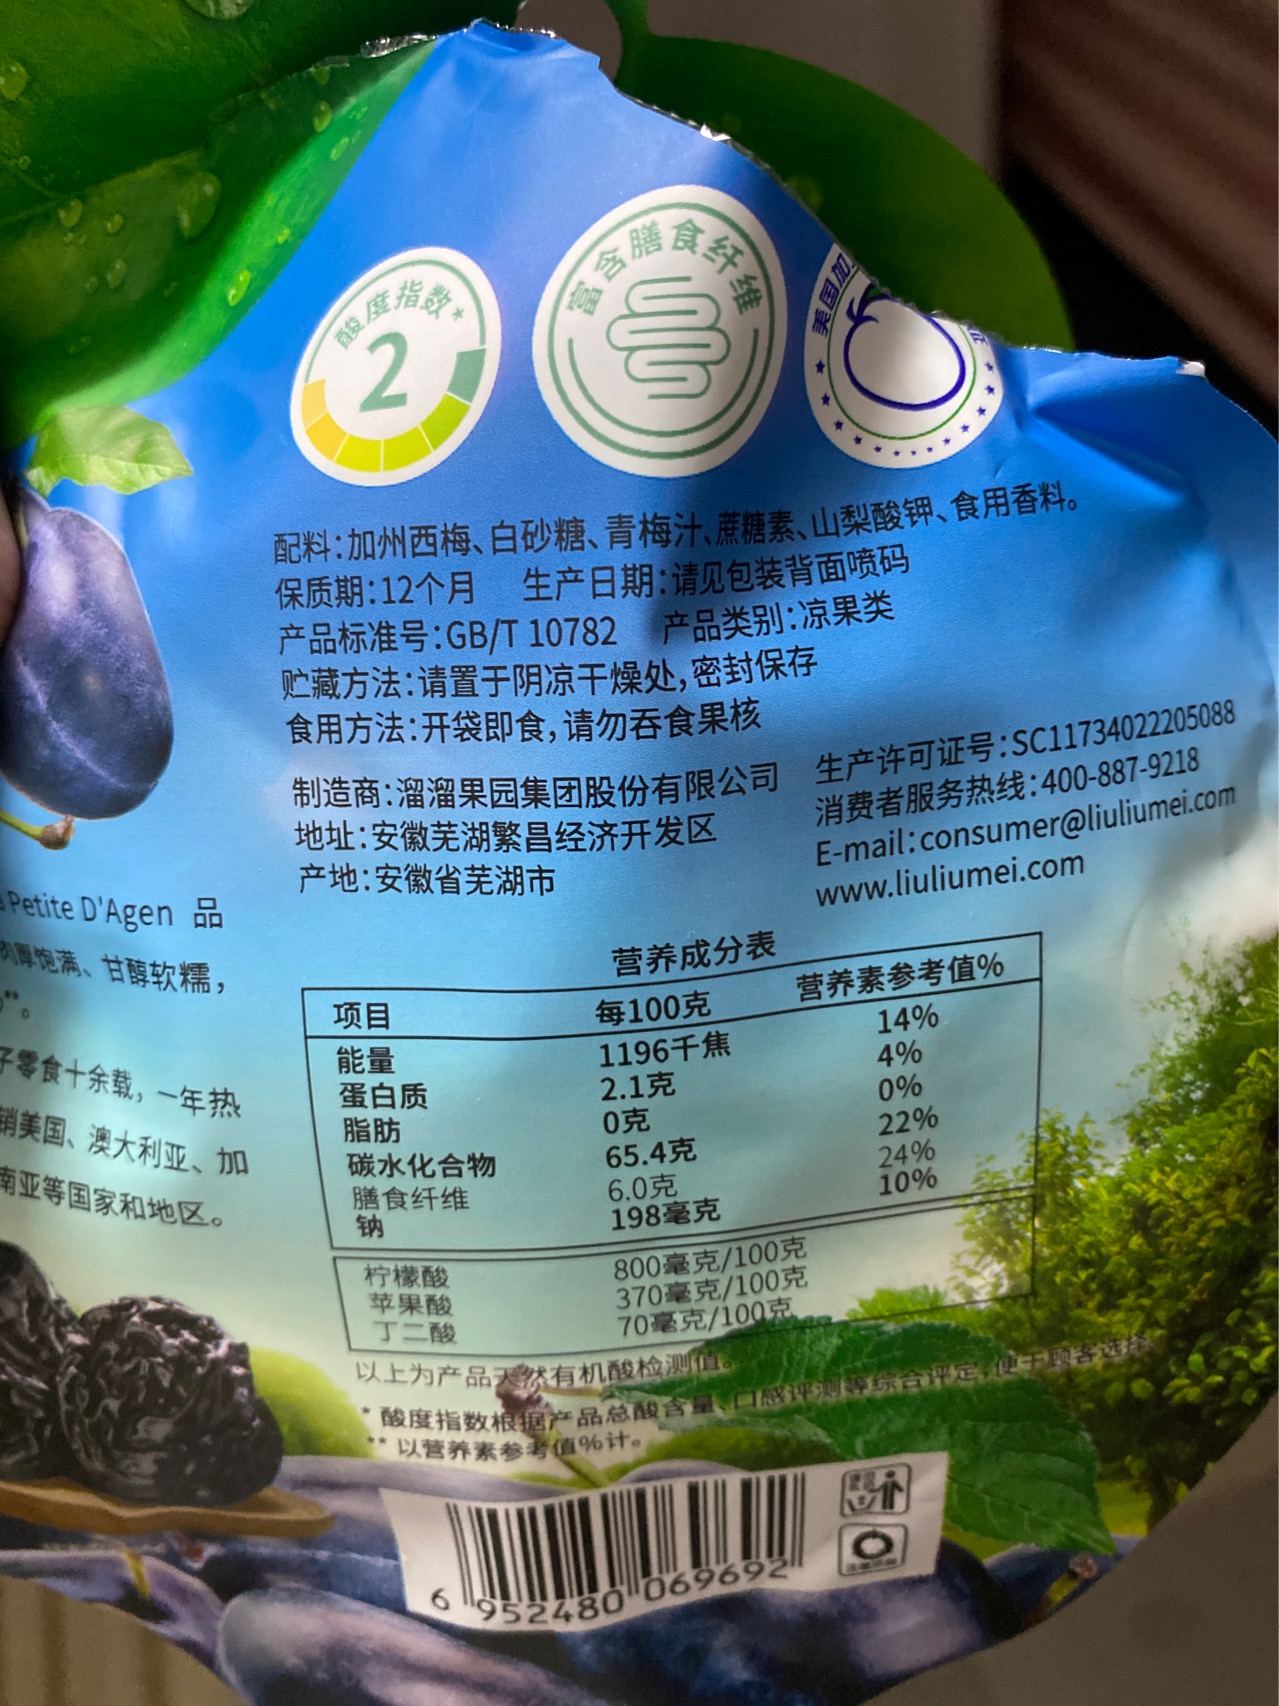 酸度指数*
2
富含膳食纤维
美国加
配料:加州西梅、白砂糖、青梅汁、蔗糖素、山梨酸钾、食用香料。
保质期:12个月 生产日期:请见包装背面喷码
产品标准号:GB/T 10782 产品类别:凉果类
贮藏方法:请置于阴凉干燥处,密封保存
食用方法:开袋即食,请勿吞食果核
制造商:溜溜果园集团股份有限公司
地址:安徽芜湖繁昌经济开发区
产地:安徽省芜湖市
生产许可证号:SC11734022205088
消费者服务热线:400-887-9218
E-mail:consumer@liuliumei.com
www.liuliumei.com
Petite D'Agen 品
肉厚饱满、甘醇软糯,
**。
子零食十余载,一年热
销美国、澳大利亚、加
南亚等国家和地区。
营养成分表
项目 每100克 营养素参考值%
能量 1196千焦 14%
蛋白质 2.1克 4%
脂肪 0克 0%
碳水化合物 65.4克 22%
膳食纤维 6.0克 24%
钠 198毫克 10%
柠檬酸 800毫克/100克
苹果酸 370毫克/100克
丁二酸 70毫克/100克
以上为产品天然有机酸检测值。
* 酸度指数根据产品总酸含量、口感评测等综合评定,便于顾客选择
** 以营养素参考值%计。
6 952480 069692